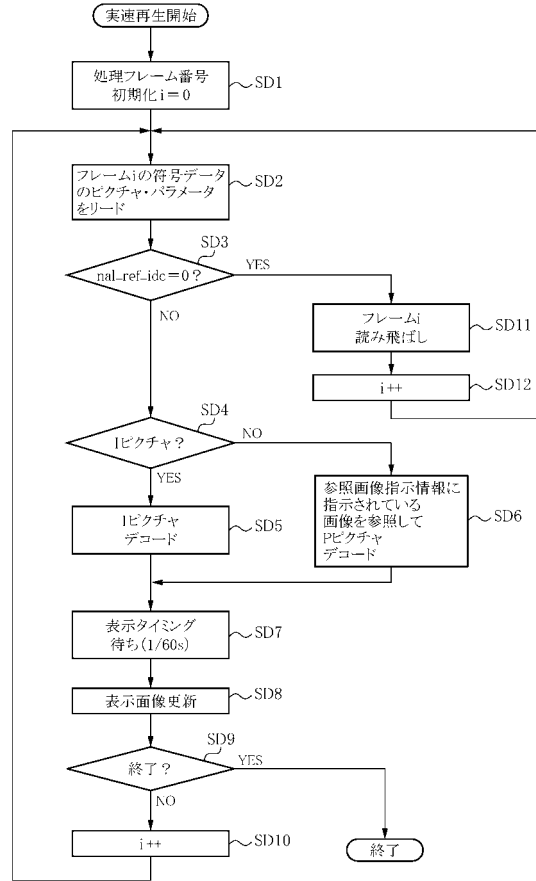 実速再生開始
処理フレーム番号
初期化 i = 0
SD1
フレームiの符号データ
のピクチャ・パラメータ
をリード
SD2
SD3
nal_ref_idc=0?
YES
NO
フレームi
読み飛ばし
SD11
i++
SD12
SD4
Iピクチャ?
NO
YES
Iピクチャ
デコード
SD5
参照画像指示情報に
指示されている
画像を参照して
Pピクチャ
デコード
SD6
表示タイミング
待ち(1/60s)
SD7
表示画像更新
SD8
SD9
終了?
YES
NO
i++
SD10
終了